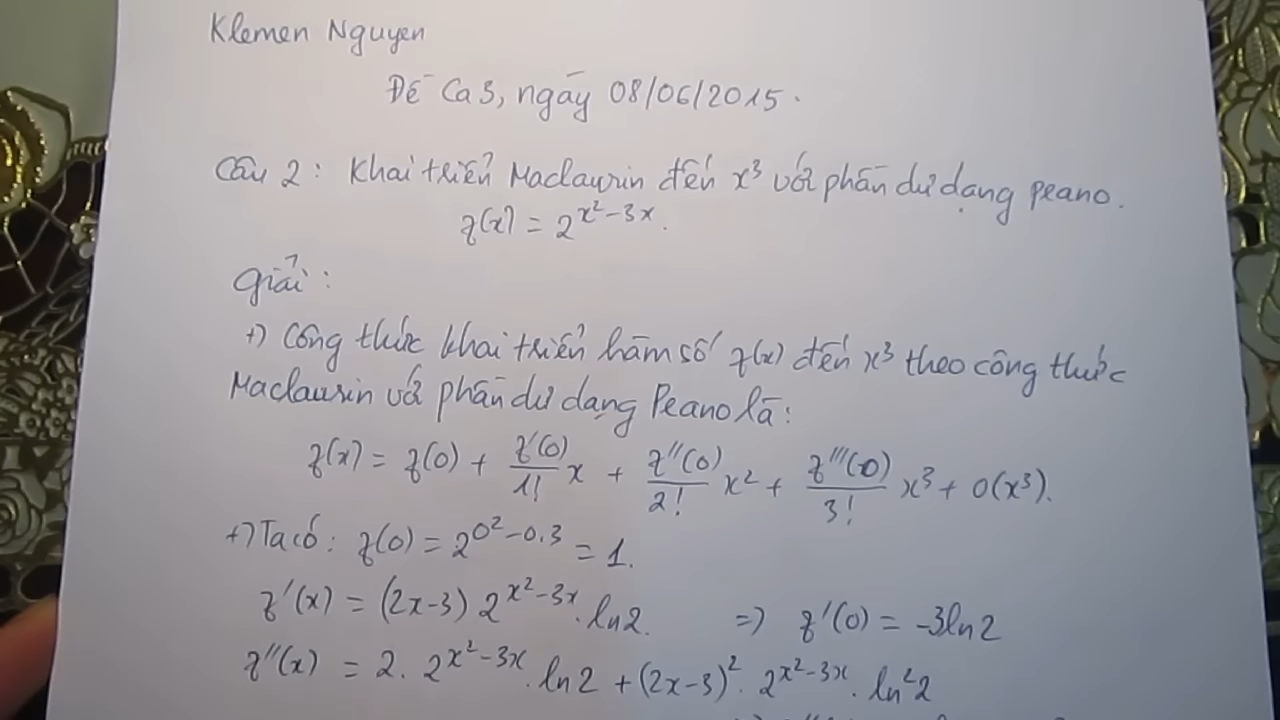 Klemen Nguyen
Đề Ca 3, ngày 08/06/2015.
Câu 2: Khai triển Maclaurin đến x³ với phần dư dạng Peano.
f(x) = 2^(x²-3x).
Giải:
+) Công thức khai triển hàm số f(x) đến x³ theo công thức
Maclaurin với phần dư dạng Peano là:
f(x) = f(0) + f'(0)/1! x + f''(0)/2! x² + f'''(0)/3! x³ + 0(x³).
+) Ta có: f(0) = 2^(0²-0.3) = 1.
f'(x) = (2x-3) 2^(x²-3x) . ln2. => f'(0) = -3ln2
f''(x) = 2. 2^(x²-3x) . ln2 + (2x-3)² . 2^(x²-3x) . ln²2